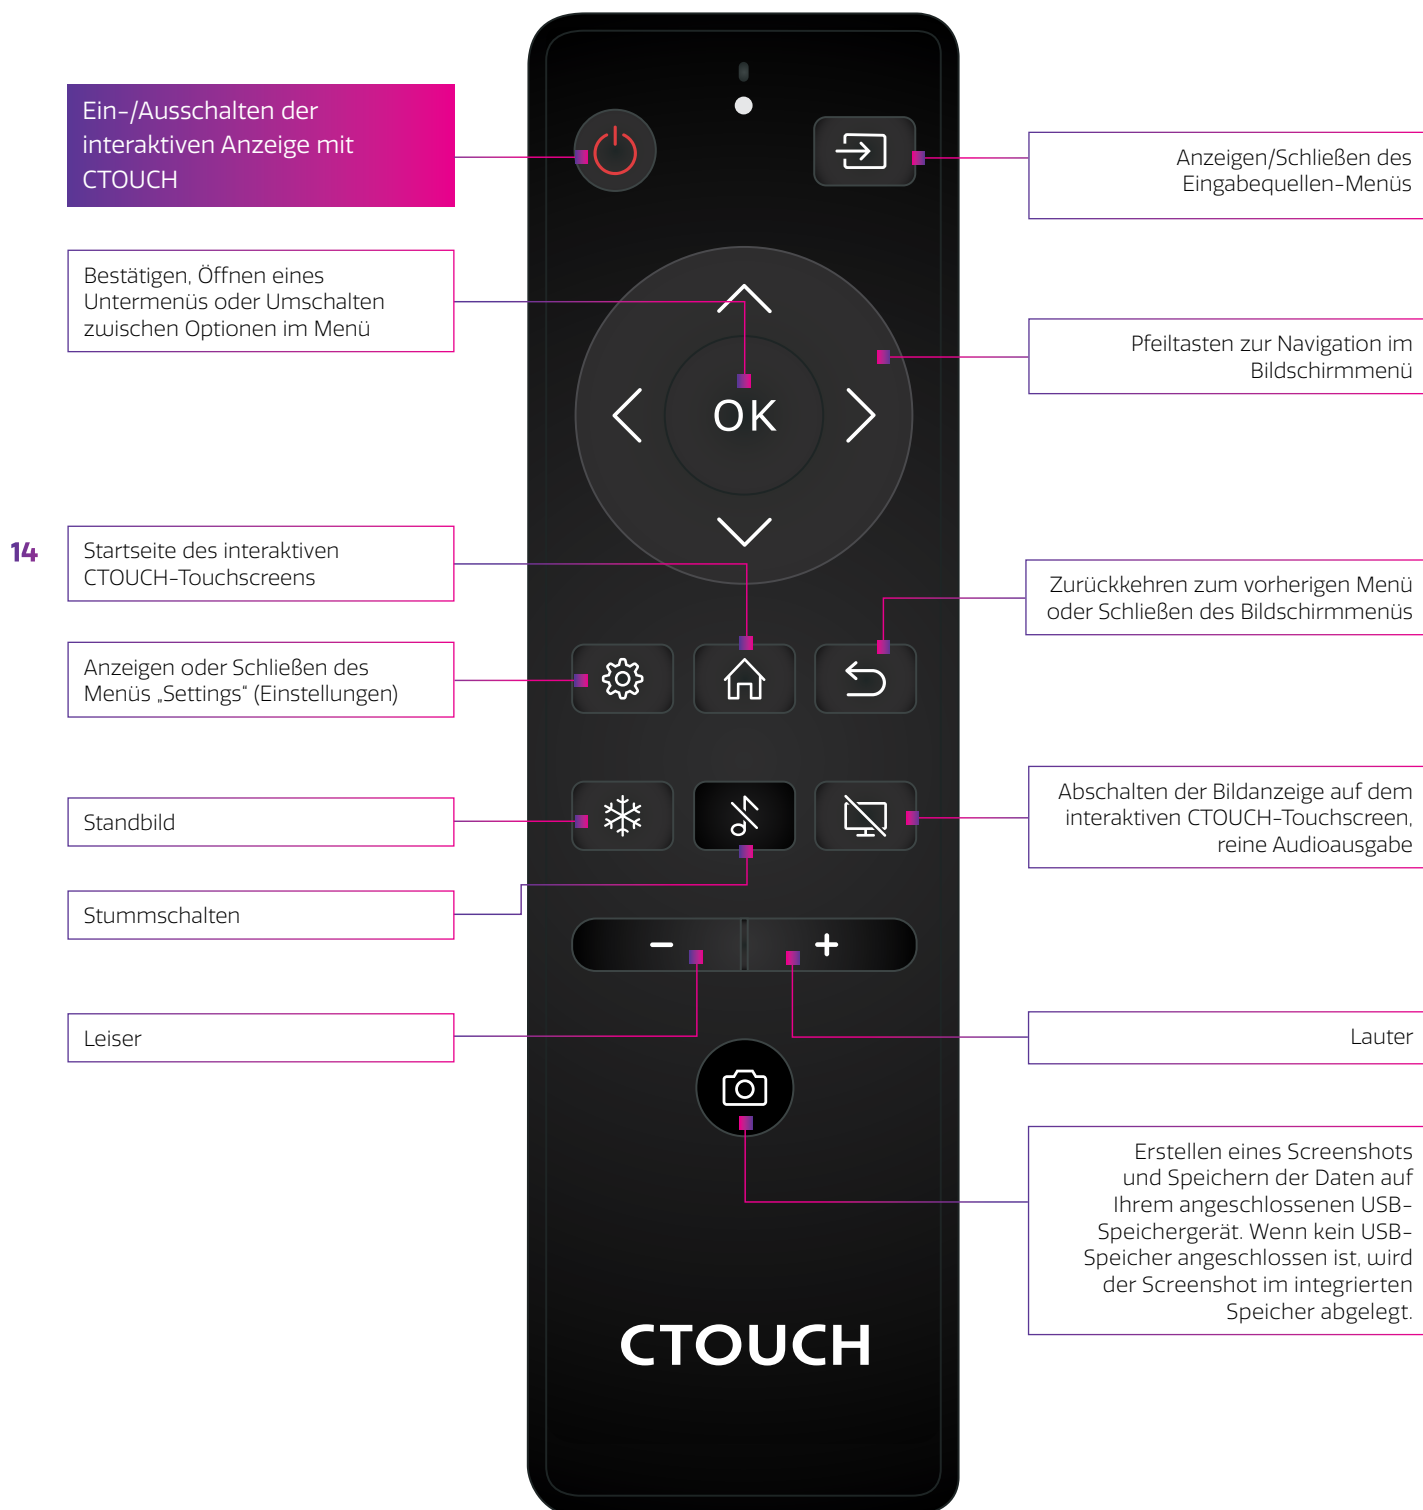 Ein-/Ausschalten der
interaktiven Anzeige mit
CTOUCH
Anzeigen/Schließen des
Eingabequellen-Menüs
Bestätigen, Öffnen eines
Untermenüs oder Umschalten
zwischen Optionen im Menü
Pfeiltasten zur Navigation im
Bildschirmmenü
OK
14
Startseite des interaktiven
CTOUCH-Touchscreens
Zurückkehren zum vorherigen Menü
oder Schließen des Bildschirmmenüs
Anzeigen oder Schließen des
Menüs „Settings“ (Einstellungen)
Standbild
Abschalten der Bildanzeige auf dem
interaktiven CTOUCH-Touchscreen,
reine Audioausgabe
Stummschalten
− +
Leiser
Lauter
Erstellen eines Screenshots
und Speichern der Daten auf
Ihrem angeschlossenen USB-
Speichergerät. Wenn kein USB-
Speicher angeschlossen ist, wird
der Screenshot im integrierten
Speicher abgelegt.
CTOUCH